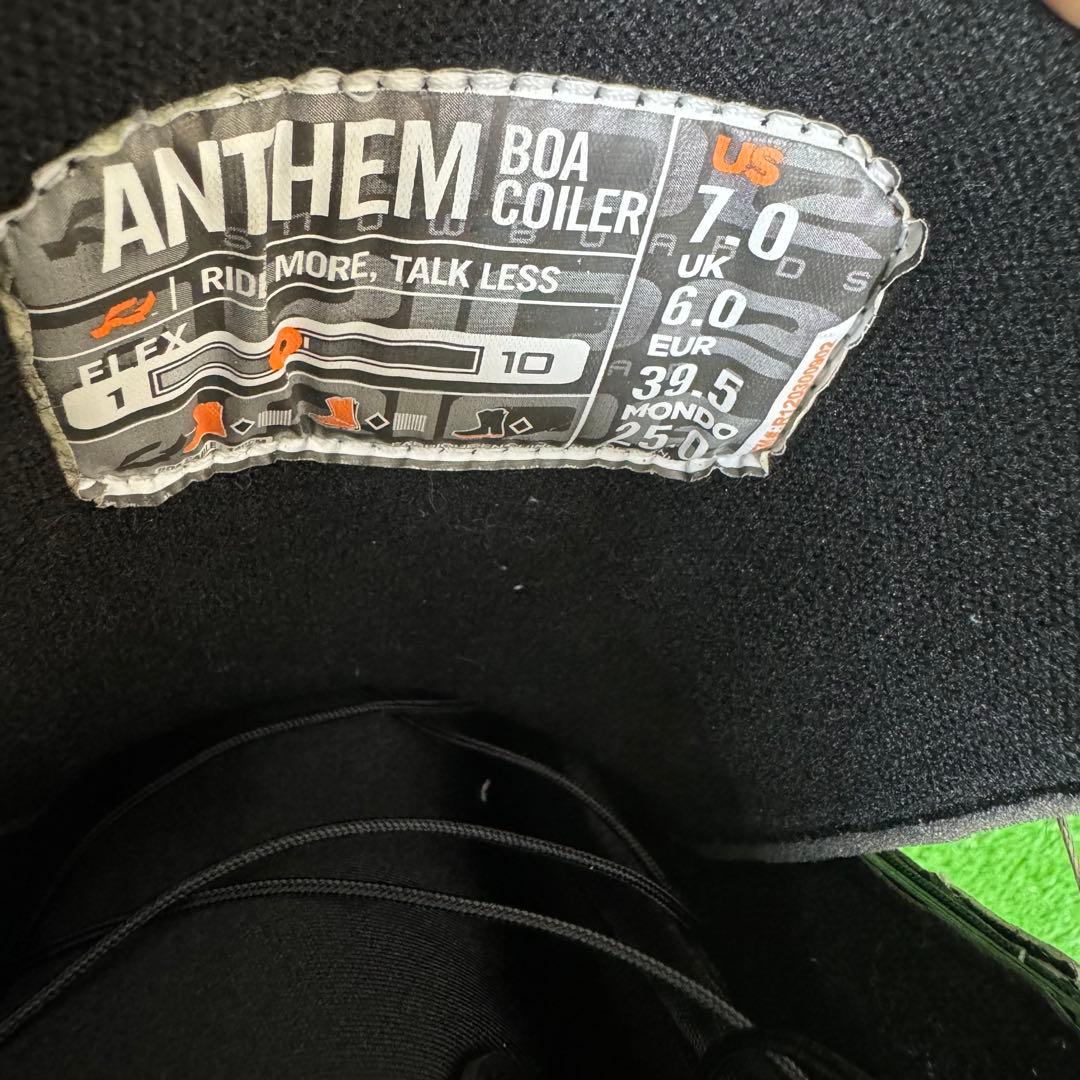 ANTHEM BOA COILER
SNOWBOARDS
RIDE MORE, TALK LESS
FLEX
1 10
US
7.0
UK
6.0
EUR
39.5
MONDO
25.0